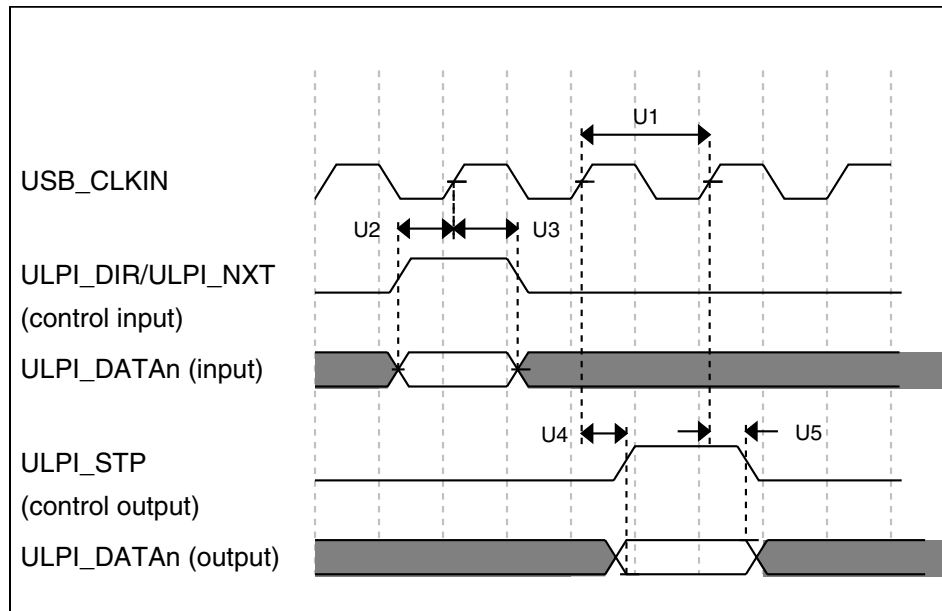 U1
USB_CLKIN
U2
U3
ULPI_DIR/ULPI_NXT
(control input)
ULPI_DATAn (input)
U4
U5
ULPI_STP
(control output)
ULPI_DATAn (output)